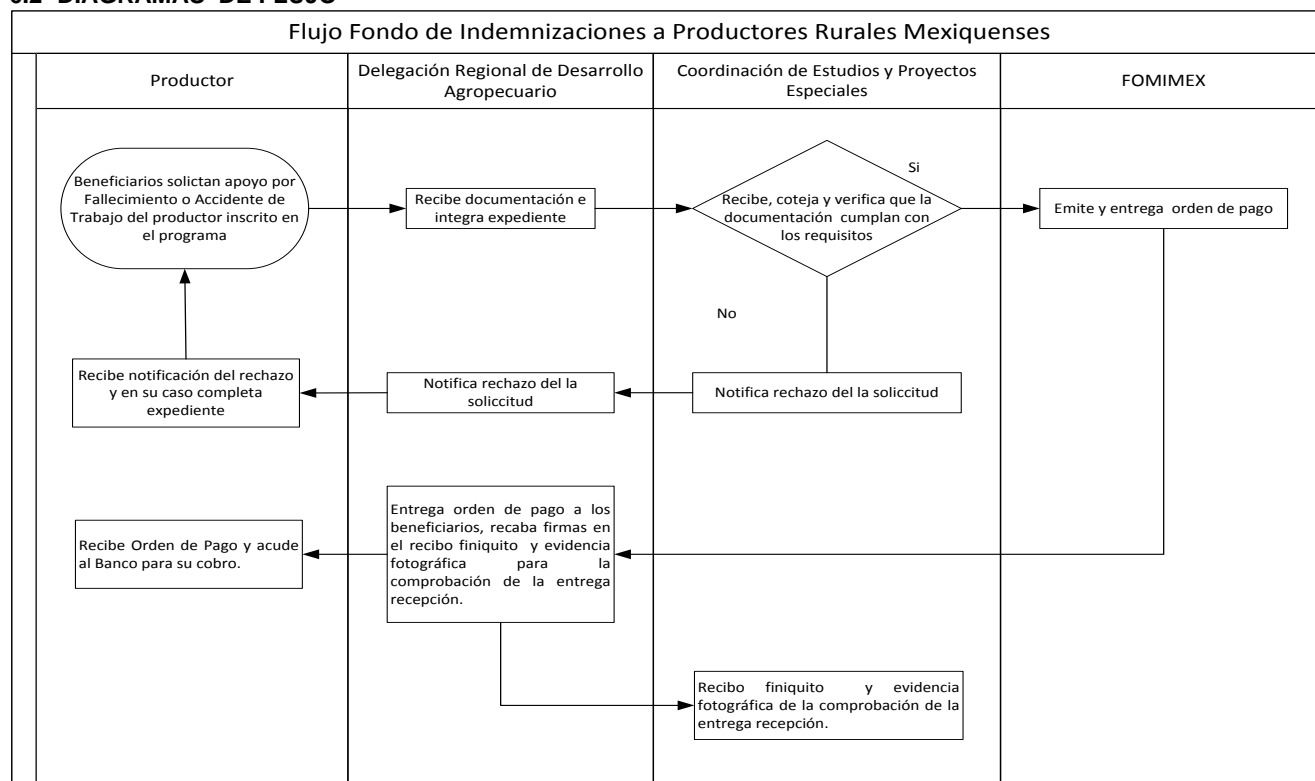 Flujo Fondo de Indemnizaciones a Productores Rurales Mexiquenses
Productor
Delegación Regional de Desarrollo
Agropecuario
Coordinación de Estudios y Proyectos
Especiales
FOMIMEX
Beneficiarios solictan apoyo por
Fallecimiento o Accidente de
Trabajo del productor inscrito en
el programa
Recibe documentación e
integra expediente
Si
Recibe, coteja y verifica que la
documentación cumplan con
los requisitos
Emite y entrega orden de pago
No
Recibe notificación del rechazo
y en su caso completa
expediente
Notifica rechazo del la
soliccitud
Notifica rechazo del la soliccitud
Recibe Orden de Pago y acude
al Banco para su cobro.
Entrega orden de pago a los
beneficiarios, recaba firmas en
el recibo finiquito y evidencia
fotográfica para la
comprobación de la entrega
recepción.
Recibo finiquito y evidencia
fotográfica de la comprobación de la
entrega recepción.